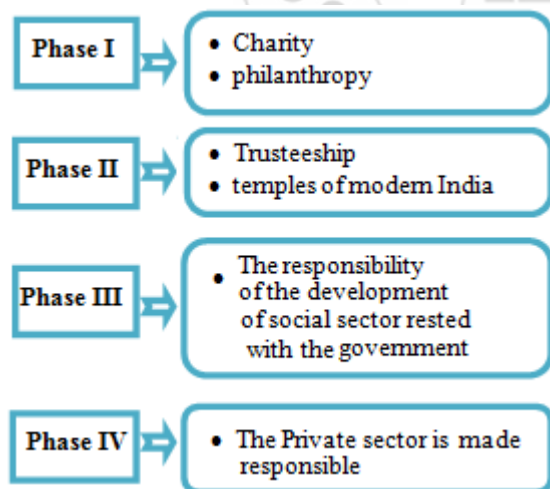 Phase I
• Charity
• philanthropy
Phase II
• Trusteeship
• temples of modern India
Phase III
• The responsibility
of the development
of social sector rested
with the government
Phase IV
• The Private sector is made
responsible